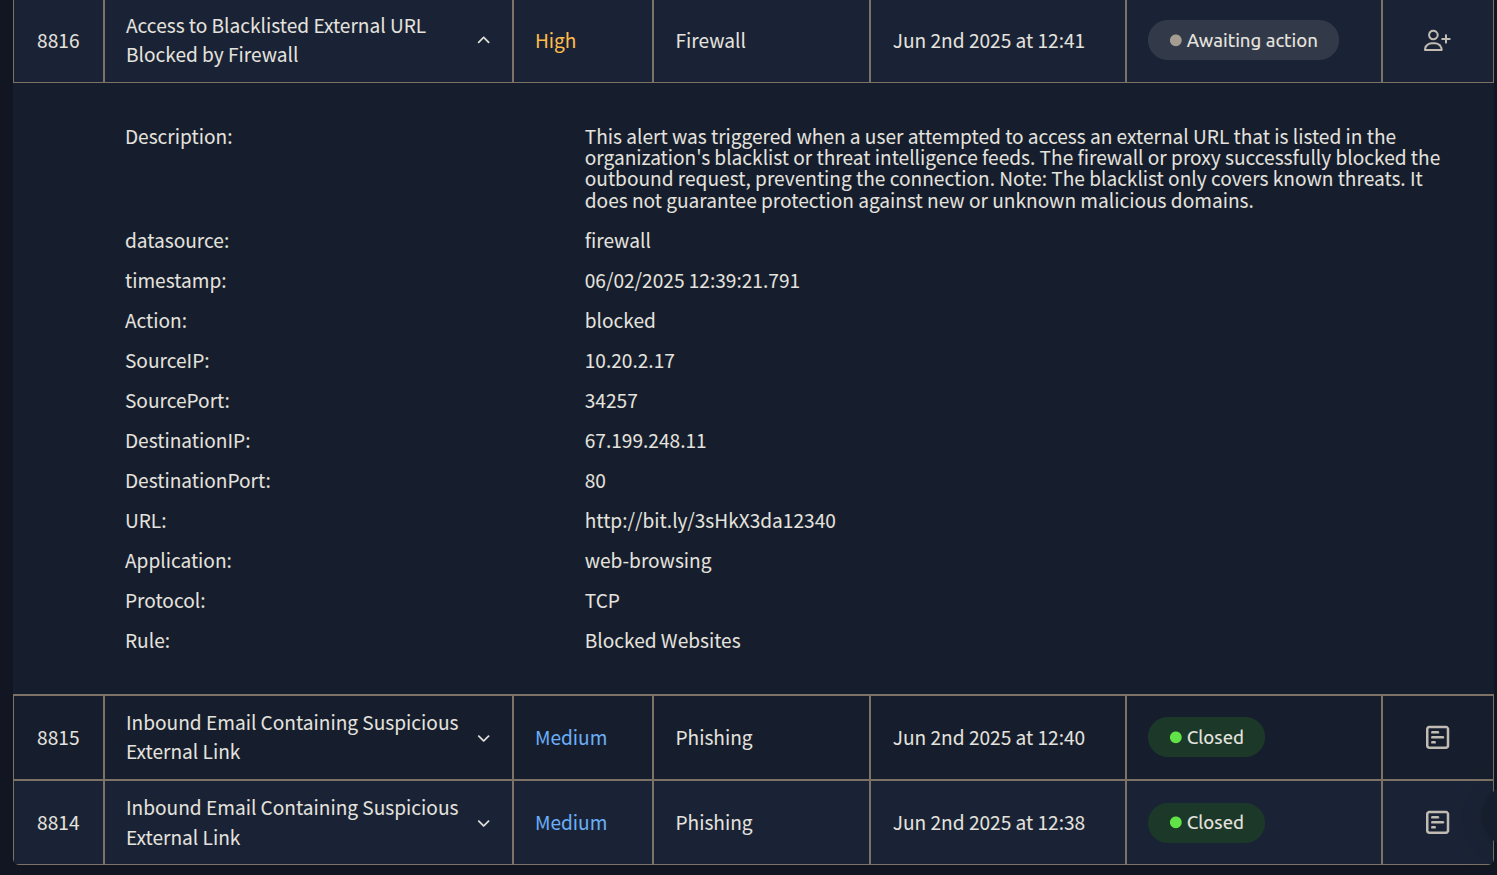 8816 Access to Blacklisted External URL Blocked by Firewall High Firewall Jun 2nd 2025 at 12:41 Awaiting action
Description: This alert was triggered when a user attempted to access an external URL that is listed in the
organization's blacklist or threat intelligence feeds. The firewall or proxy successfully blocked the
outbound request, preventing the connection. Note: The blacklist only covers known threats. It
does not guarantee protection against new or unknown malicious domains.
datasource: firewall
timestamp: 06/02/2025 12:39:21.791
Action: blocked
SourceIP: 10.20.2.17
SourcePort: 34257
DestinationIP: 67.199.248.11
DestinationPort: 80
URL: http://bit.ly/3sHkX3da12340
Application: web-browsing
Protocol: TCP
Rule: Blocked Websites
8815 Inbound Email Containing Suspicious External Link Medium Phishing Jun 2nd 2025 at 12:40 Closed
8814 Inbound Email Containing Suspicious External Link Medium Phishing Jun 2nd 2025 at 12:38 Closed